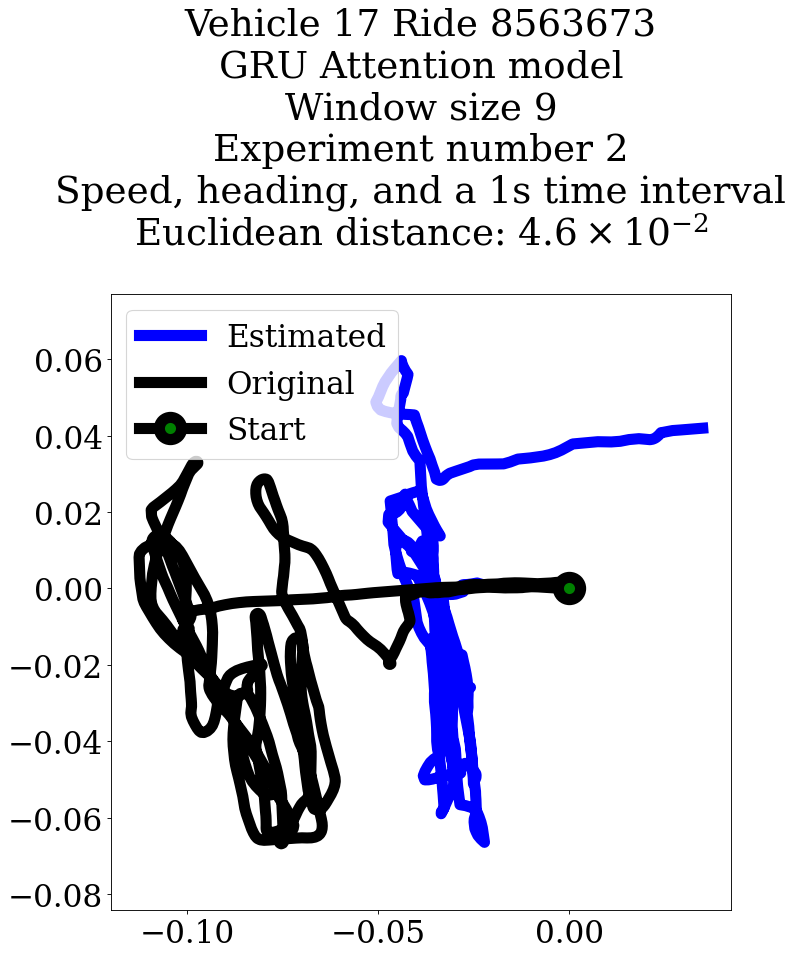 Vehicle 17 Ride 8563673
GRU Attention model
Window size 9
Experiment number 2
Speed, heading, and a 1s time interval
Euclidean distance: 4.6 × 10⁻²
Estimated
Original
Start
0.06
0.04
0.02
0.00
−0.02
−0.04
−0.06
−0.08
−0.10
−0.05
0.00